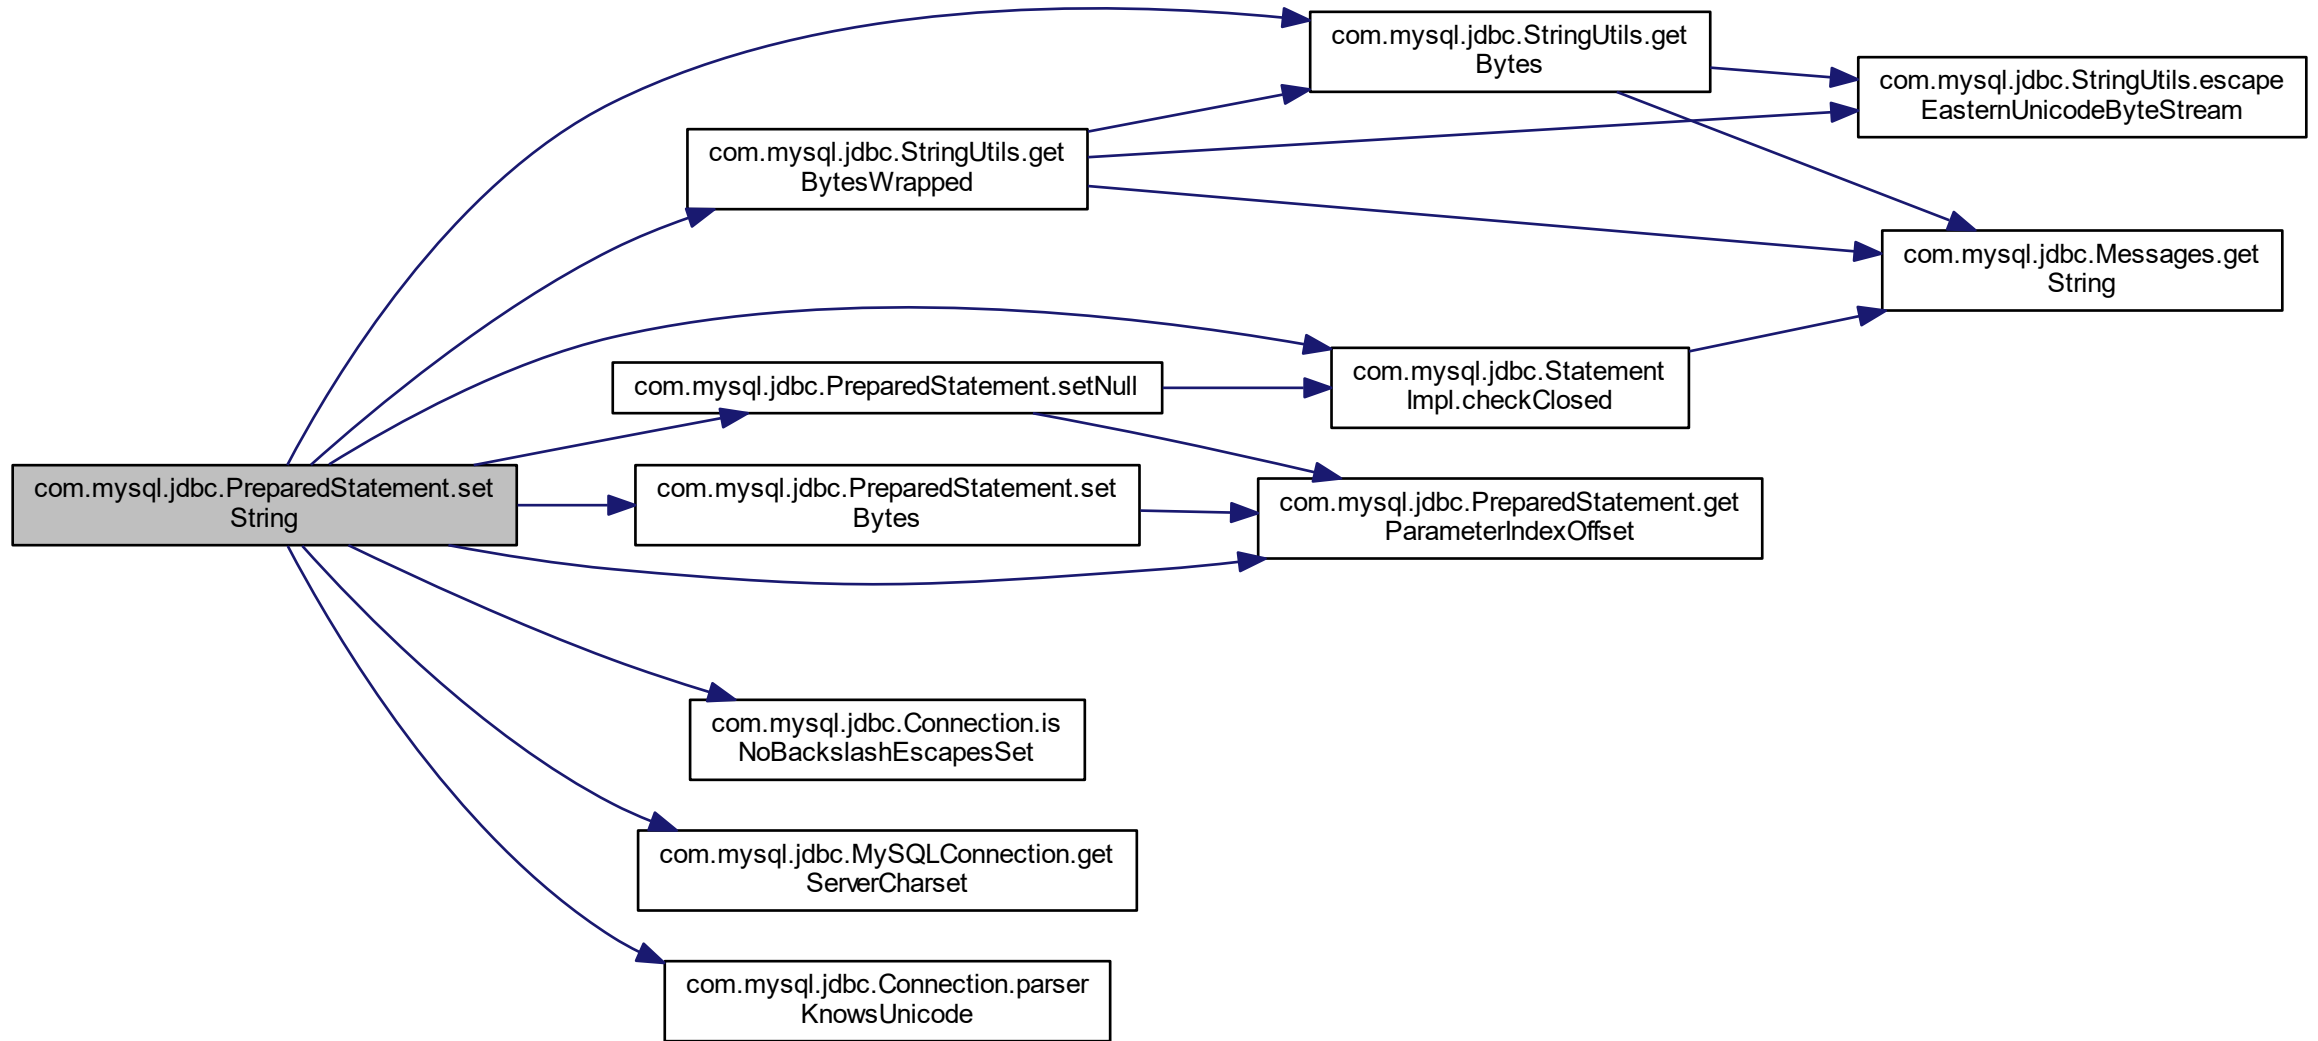 com.mysql.jdbc.StringUtils.get
Bytes
com.mysql.jdbc.StringUtils.escape
EasternUnicodeByteStream
com.mysql.jdbc.StringUtils.get
BytesWrapped
com.mysql.jdbc.Messages.get
String
com.mysql.jdbc.PreparedStatement.setNull
com.mysql.jdbc.Statement
Impl.checkClosed
com.mysql.jdbc.PreparedStatement.set
String
com.mysql.jdbc.PreparedStatement.set
Bytes
com.mysql.jdbc.PreparedStatement.get
ParameterIndexOffset
com.mysql.jdbc.Connection.is
NoBackslashEscapesSet
com.mysql.jdbc.MySQLConnection.get
ServerCharset
com.mysql.jdbc.Connection.parser
KnowsUnicode